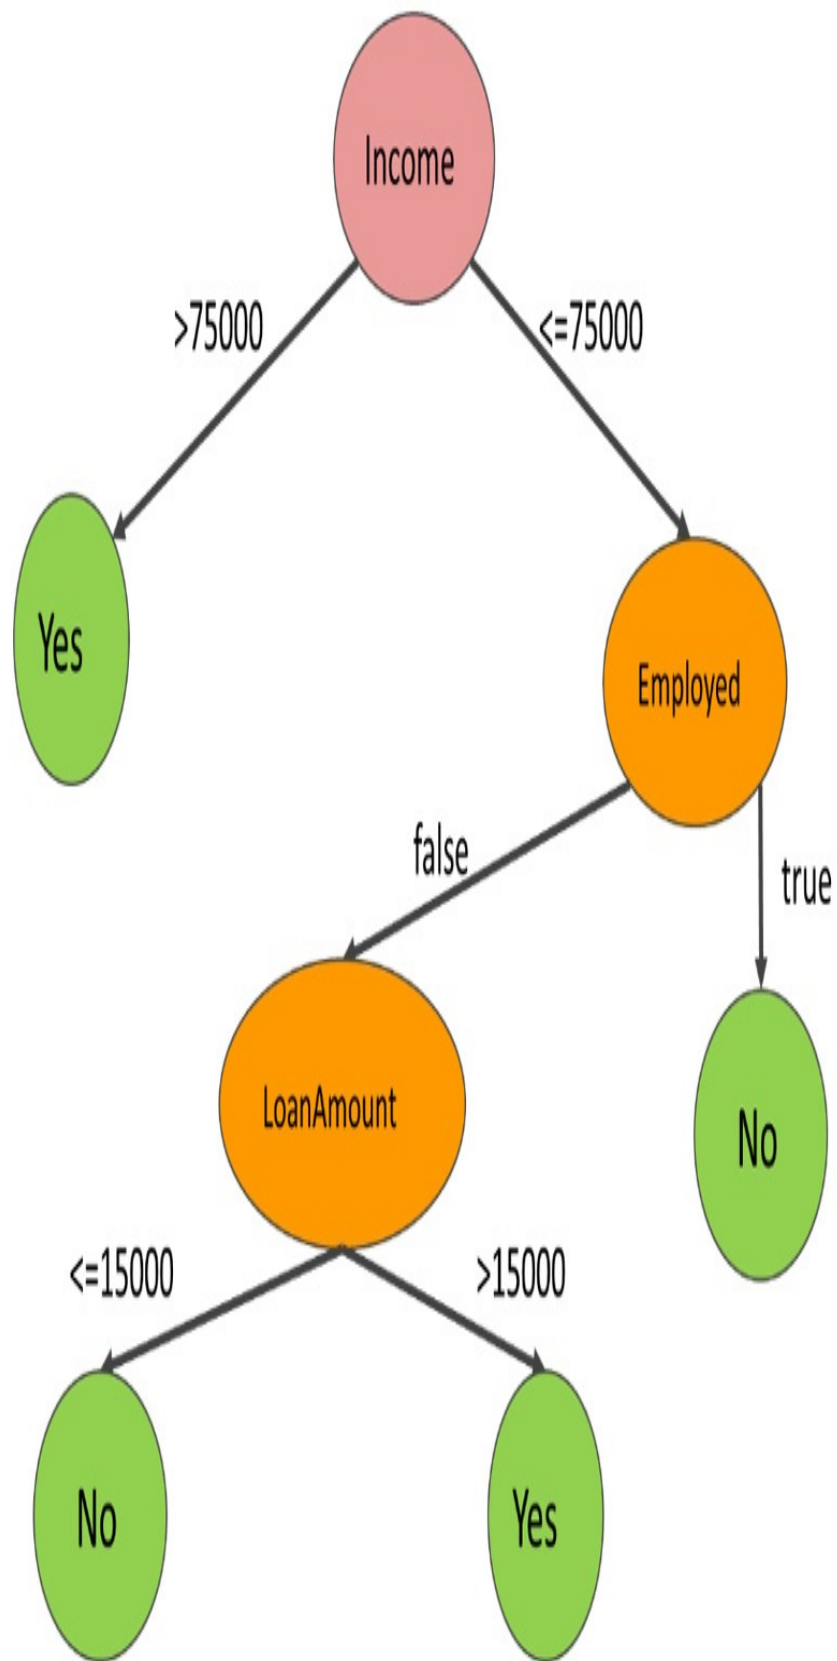 Income
>75000
<=75000
Yes
Employed
false
true
LoanAmount
No
<=15000
>15000
No
Yes